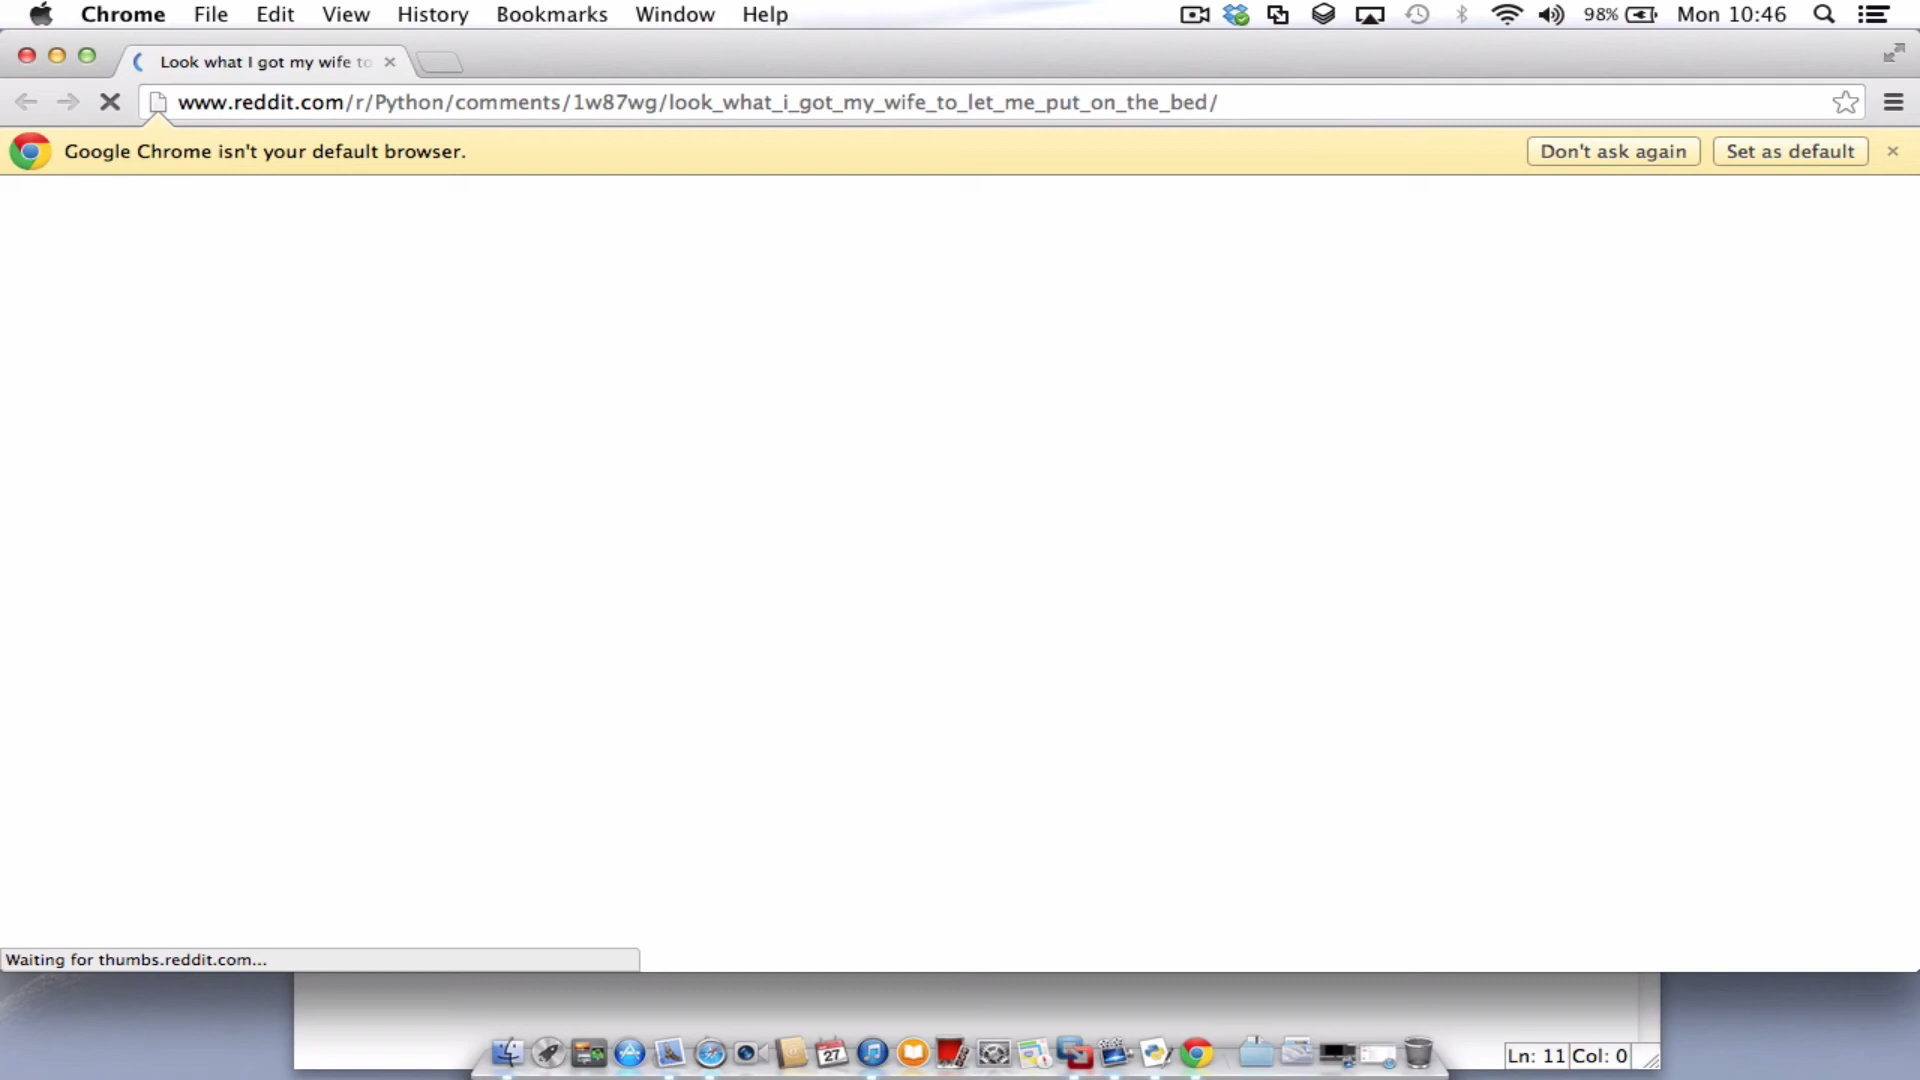 Chrome File Edit View History Bookmarks Window Help 98% Mon 10:46
Look what I got my wife to
www.reddit.com/r/Python/comments/1w87wg/look_what_i_got_my_wife_to_let_me_put_on_the_bed/
Google Chrome isn't your default browser. Don't ask again Set as default
Waiting for thumbs.reddit.com...
27
Ln: 11 Col: 0